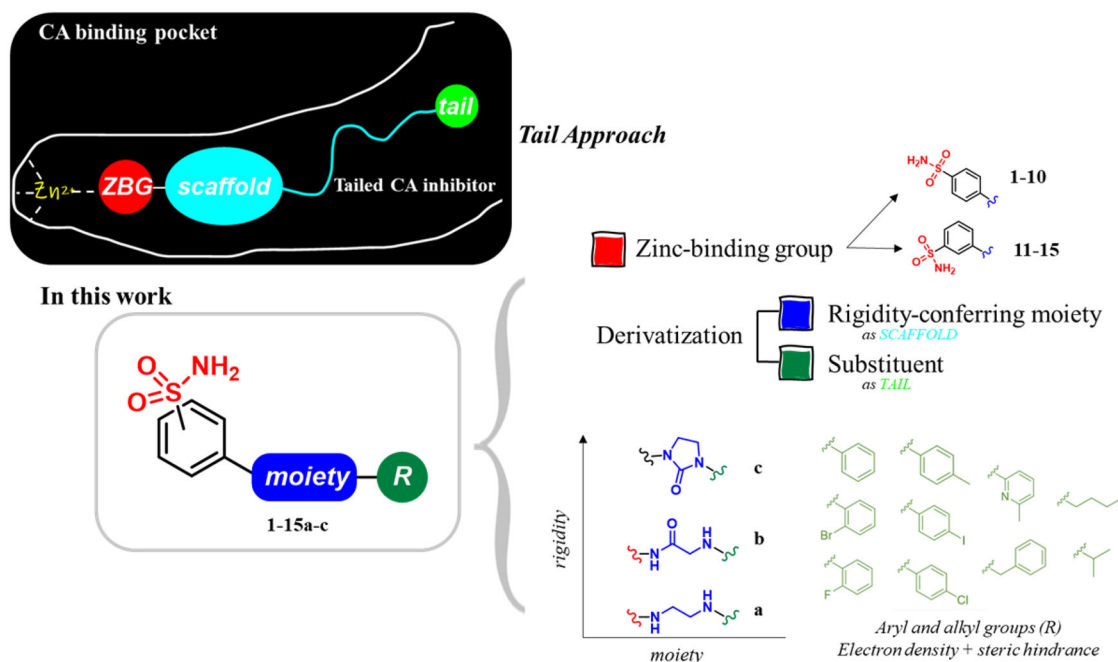 CA binding pocket
tail
Zn²⁺
ZBG
scaffold
Tailed CA inhibitor
Tail Approach
H₂N
O
S
O
1-10
Zinc-binding group
O
S
O
NH₂
11-15
In this work
Derivatization
Rigidity-conferring moiety
as SCAFFOLD
Substituent
as TAIL
O
NH₂
S
O
moiety
R
1-15a-c
rigidity
N
N
O
c
O
H
N
N
H
b
H
N
N
H
a
moiety
N
Br
I
F
Cl
Aryl and alkyl groups (R)
Electron density + steric hindrance